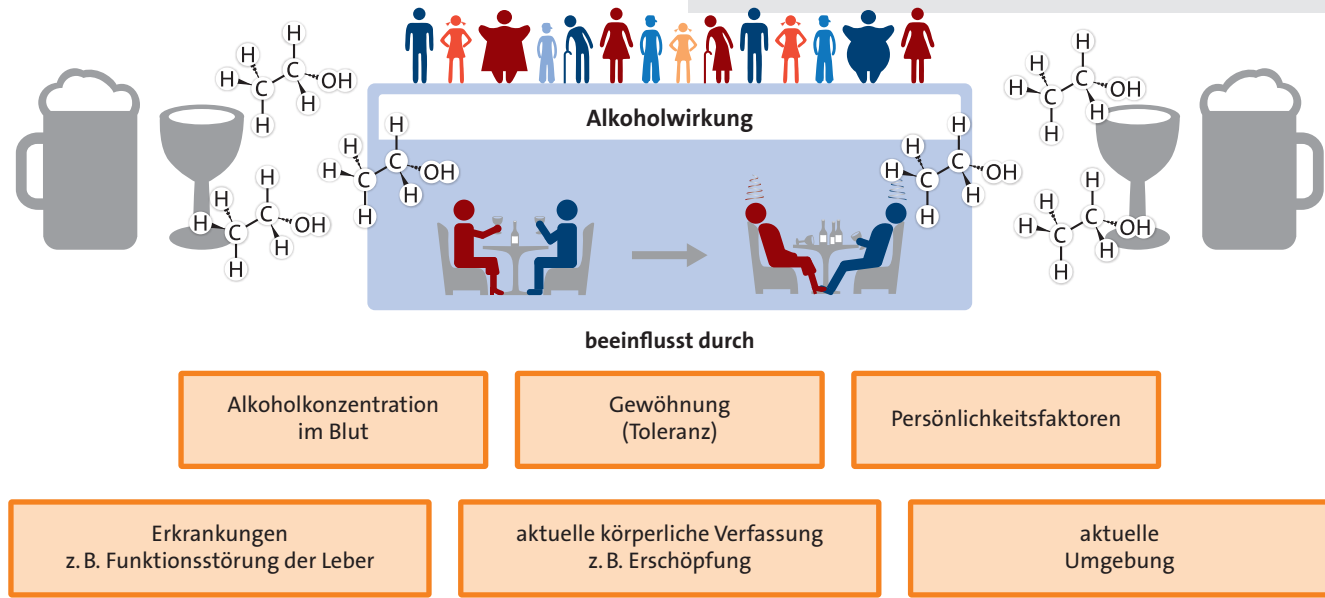 H
H
H
C
C
OH
H
H
H
H
H
C
C
OH
H
H
Alkoholwirkung
H
H
H
C
C
OH
H
H
H
H
H
C
C
OH
H
H
H
H
H
C
C
OH
H
H
H
H
H
C
C
OH
H
H
beeinflusst durch
Alkoholkonzentration
im Blut
Gewöhnung
(Toleranz)
Persönlichkeitsfaktoren
Erkrankungen
z. B. Funktionsstörung der Leber
aktuelle körperliche Verfassung
z. B. Erschöpfung
aktuelle
Umgebung